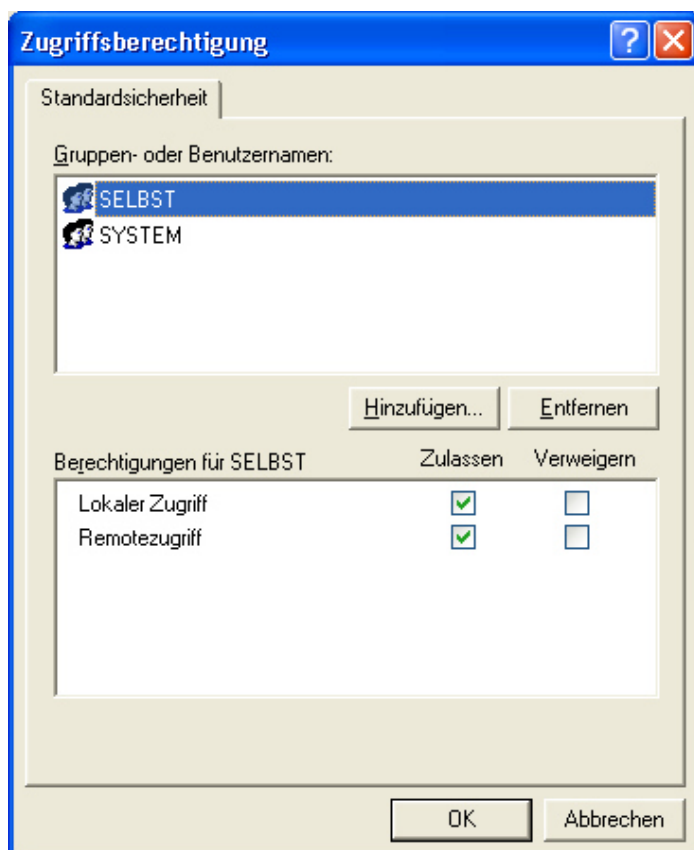 Zugriffsberechtigung
Standardsicherheit
Gruppen- oder Benutzernamen:
SELBST
SYSTEM
Hinzufügen...
Entfernen
Berechtigungen für SELBST
Zulassen
Verweigern
Lokaler Zugriff
Remotezugriff
OK
Abbrechen